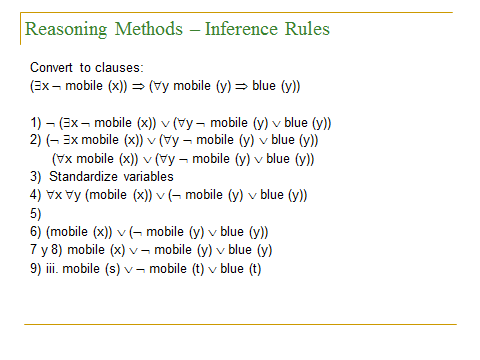 Reasoning Methods – Inference Rules
Convert to clauses:
(∃x ¬ mobile (x)) ⇒ (∀y mobile (y) ⇒ blue (y))
1) ¬ (∃x ¬ mobile (x)) ∨ (∀y ¬ mobile (y) ∨ blue (y))
2) (¬ ∃x mobile (x)) ∨ (∀y ¬ mobile (y) ∨ blue (y))
(∀x mobile (x)) ∨ (∀y ¬ mobile (y) ∨ blue (y))
3) Standardize variables
4) ∀x ∀y (mobile (x)) ∨ (¬ mobile (y) ∨ blue (y))
5)
6) (mobile (x)) ∨ (¬ mobile (y) ∨ blue (y))
7 y 8) mobile (x) ∨ ¬ mobile (y) ∨ blue (y)
9) iii. mobile (s) ∨ ¬ mobile (t) ∨ blue (t)